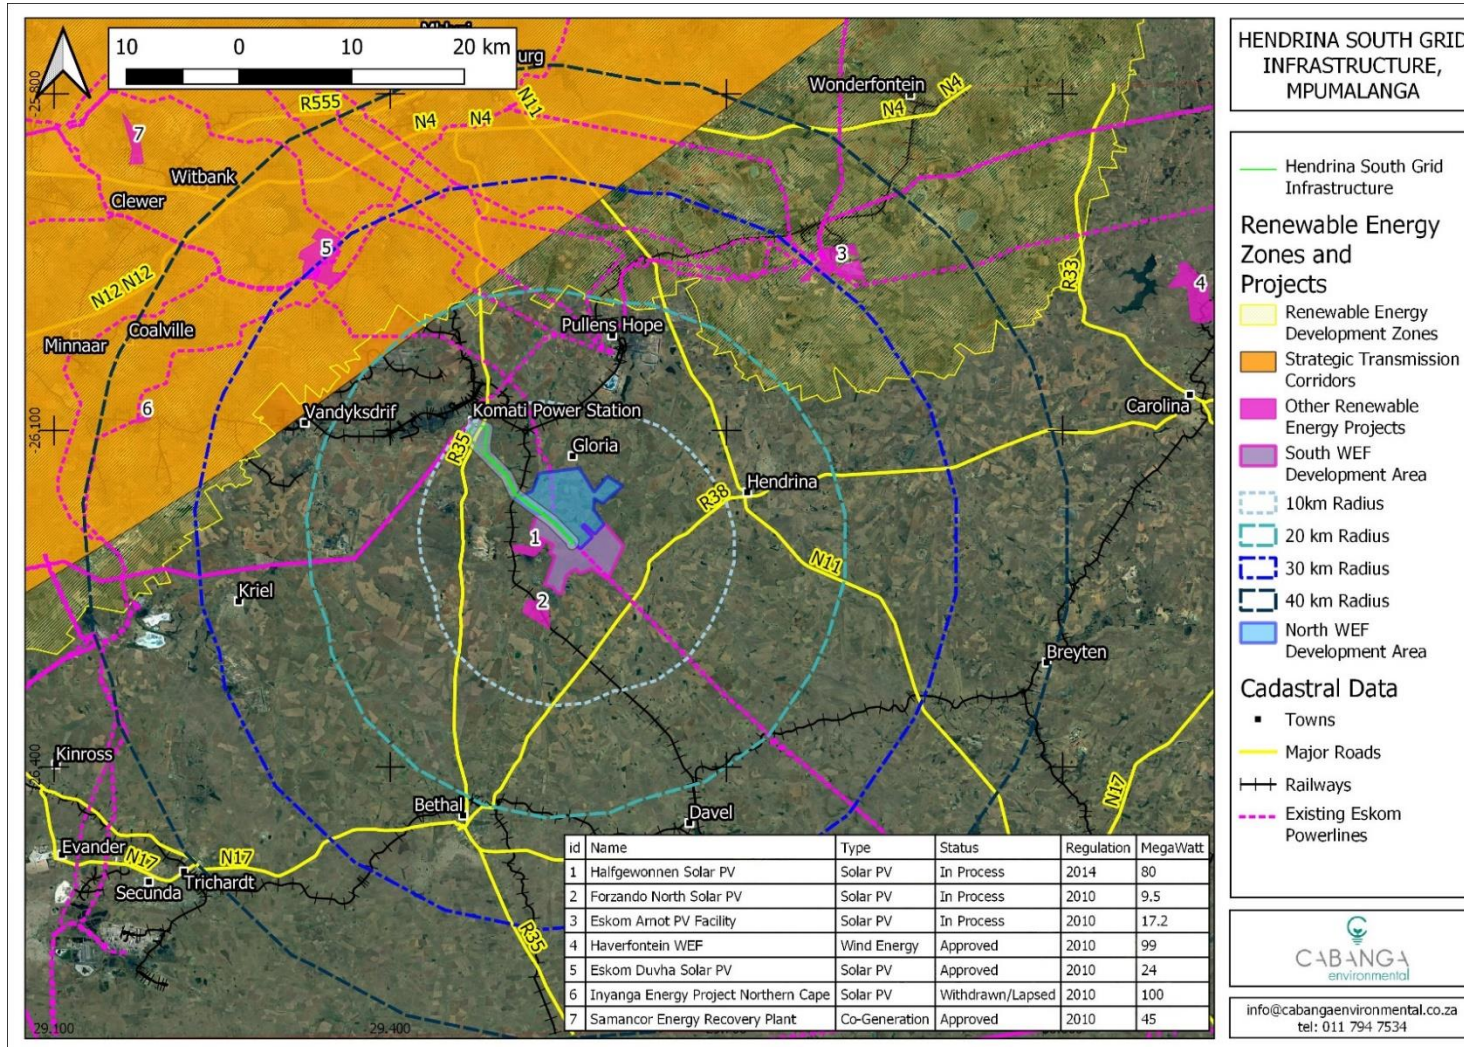 10 0 10 20 km
R555
N11
urg
Wonderfontein
N4
N4
N4
N4
-25,800
7
Witbank
Clewer
5
3
R33
4
N12 N12
Coalville
Minnaar
Pullens Hope
6
Vandyksdrif
Komati Power Station
Carolina
-26,100
R35
Gloria
Hendrina
R38
1
N11
Kriel
2
Breyten
Kinross
Bethal
Davel
N17
Evander
N17
N17
Secunda
Trichardt
R35
29,100
29,400
id Name Type Status Regulation MegaWatt
1 Halfgewonnen Solar PV Solar PV In Process 2014 80
2 Forzando North Solar PV Solar PV In Process 2010 9.5
3 Eskom Arnot PV Facility Solar PV In Process 2010 17.2
4 Haverfontein WEF Wind Energy Approved 2010 99
5 Eskom Duvha Solar PV Solar PV Approved 2010 24
6 Inyanga Energy Project Northern Cape Solar PV Withdrawn/Lapsed 2010 100
7 Samancor Energy Recovery Plant Co-Generation Approved 2010 45
HENDRINA SOUTH GRID
INFRASTRUCTURE,
MPUMALANGA
Hendrina South Grid
Infrastructure
Renewable Energy
Zones and
Projects
Renewable Energy
Development Zones
Strategic Transmission
Corridors
Other Renewable
Energy Projects
South WEF
Development Area
10km Radius
20 km Radius
30 km Radius
40 km Radius
North WEF
Development Area
Cadastral Data
Towns
Major Roads
Railways
Existing Eskom
Powerlines
CABANGA
environmental
info@cabangaenvironmental.co.za
tel: 011 794 7534